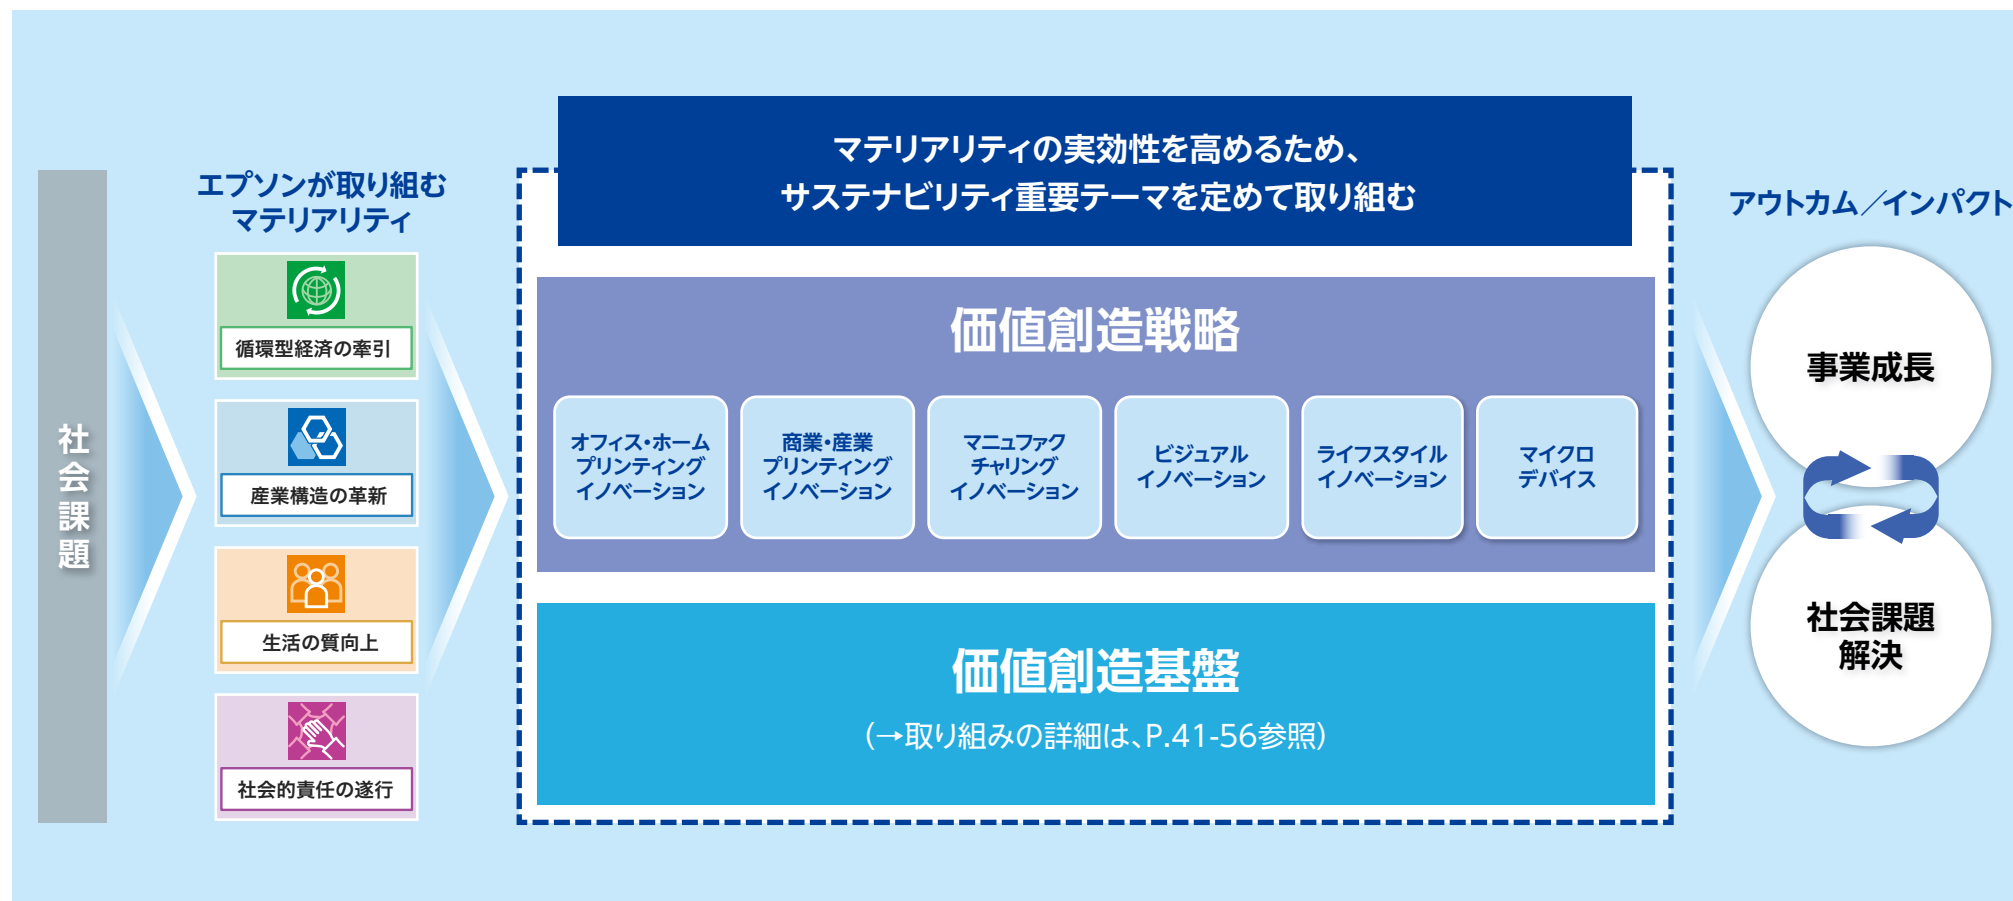 社会課題
エプソンが取り組む
マテリアリティ
循環型経済の牽引
産業構造の革新
生活の質向上
社会的責任の遂行
マテリアリティの実効性を高めるため、
サステナビリティ重要テーマを定めて取り組む
価値創造戦略
オフィス・ホーム
プリンティング
イノベーション
商業・産業
プリンティング
イノベーション
マニュファク
チャリング
イノベーション
ビジュアル
イノベーション
ライフスタイル
イノベーション
マイクロ
デバイス
価値創造基盤
(→取り組みの詳細は、P.41-56参照)
アウトカム／インパクト
事業成長
社会課題
解決